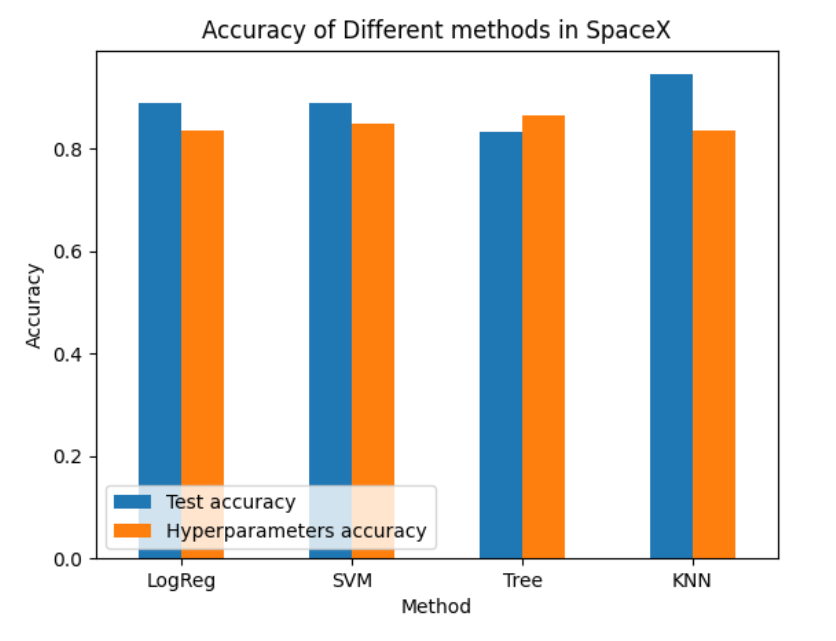 Accuracy of Different methods in SpaceX
Accuracy
0.8
0.6
0.4
0.2
0.0
Test accuracy
Hyperparameters accuracy
LogReg SVM Tree KNN
Method